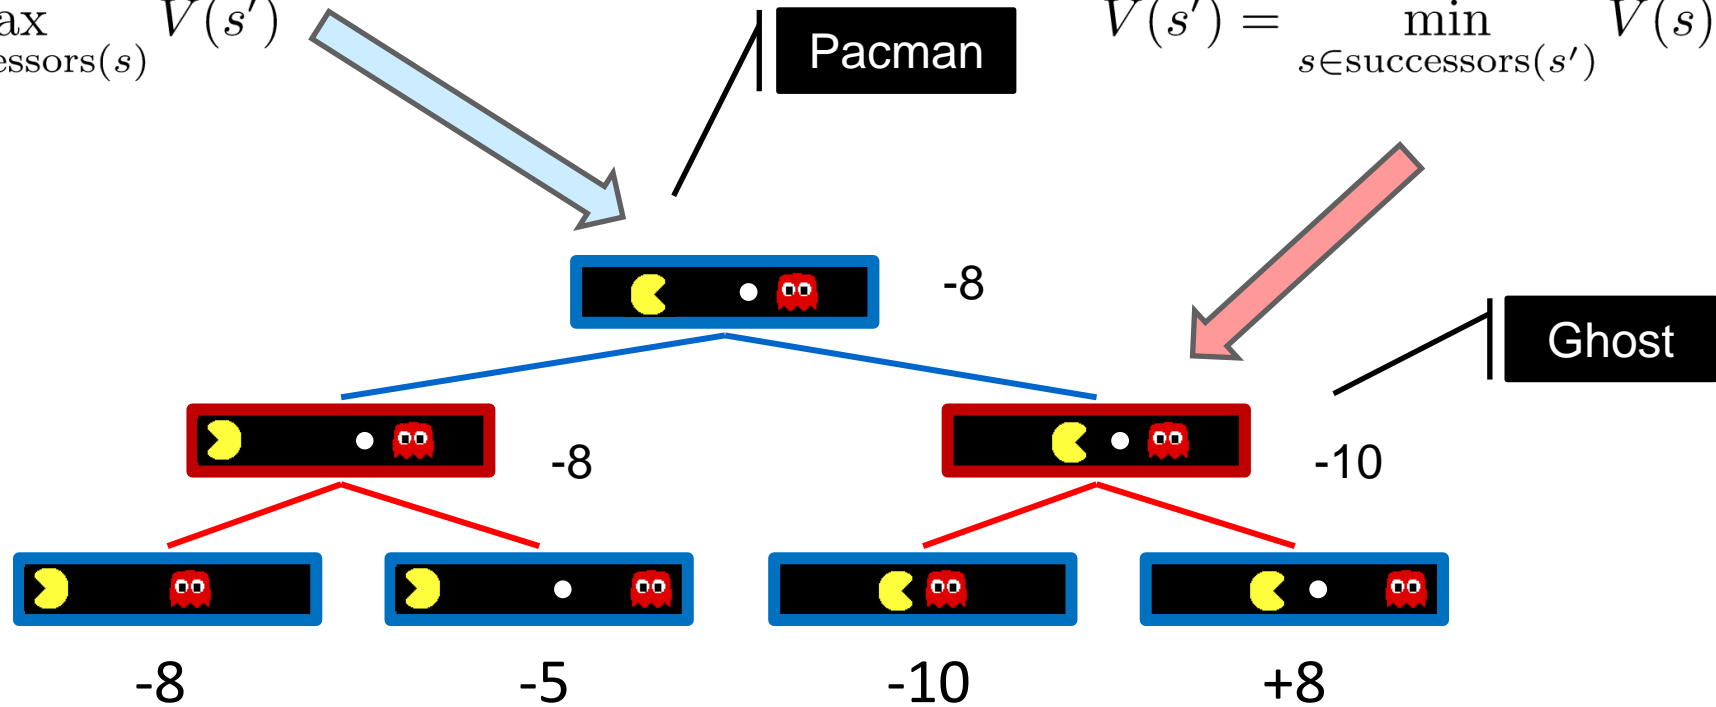 ax V(s′)
essors(s)
Pacman
V(s′) = min V(s)
s∈successors(s′)
-8
Ghost
-8
-10
-8
-5
-10
+8